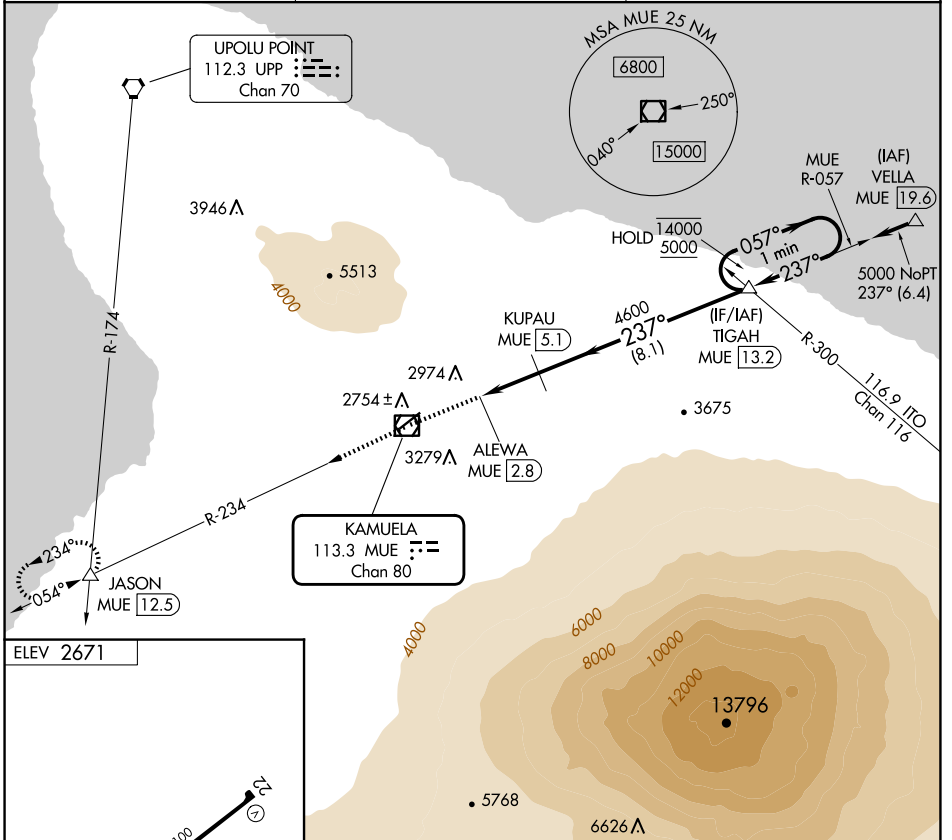 UPOLU POINT
112.3 UPP
Chan 70
MSA MUE 25 NM
6800
250°
040°
15000
MUE
R-057
(IAF)
VELLA
MUE 19.6
3946
HOLD
14000
5000
057°
1 min
237°
5000 NoPT
237° (6.4)
5513
4000
R-174
KUPAU
MUE 5.1
4600
237°
(8.1)
(IF/IAF)
TIGAH
MUE 13.2
R-300
116.9 ITO
Chan 116
2974
2754 ±
3675
3279
ALEWA
MUE 2.8
R-234
KAMUELA
113.3 MUE
Chan 80
234°
054°
JASON
MUE 12.5
4000
6000
8000
10000
12000
13796
ELEV 2671
22
V
100
5768
6626